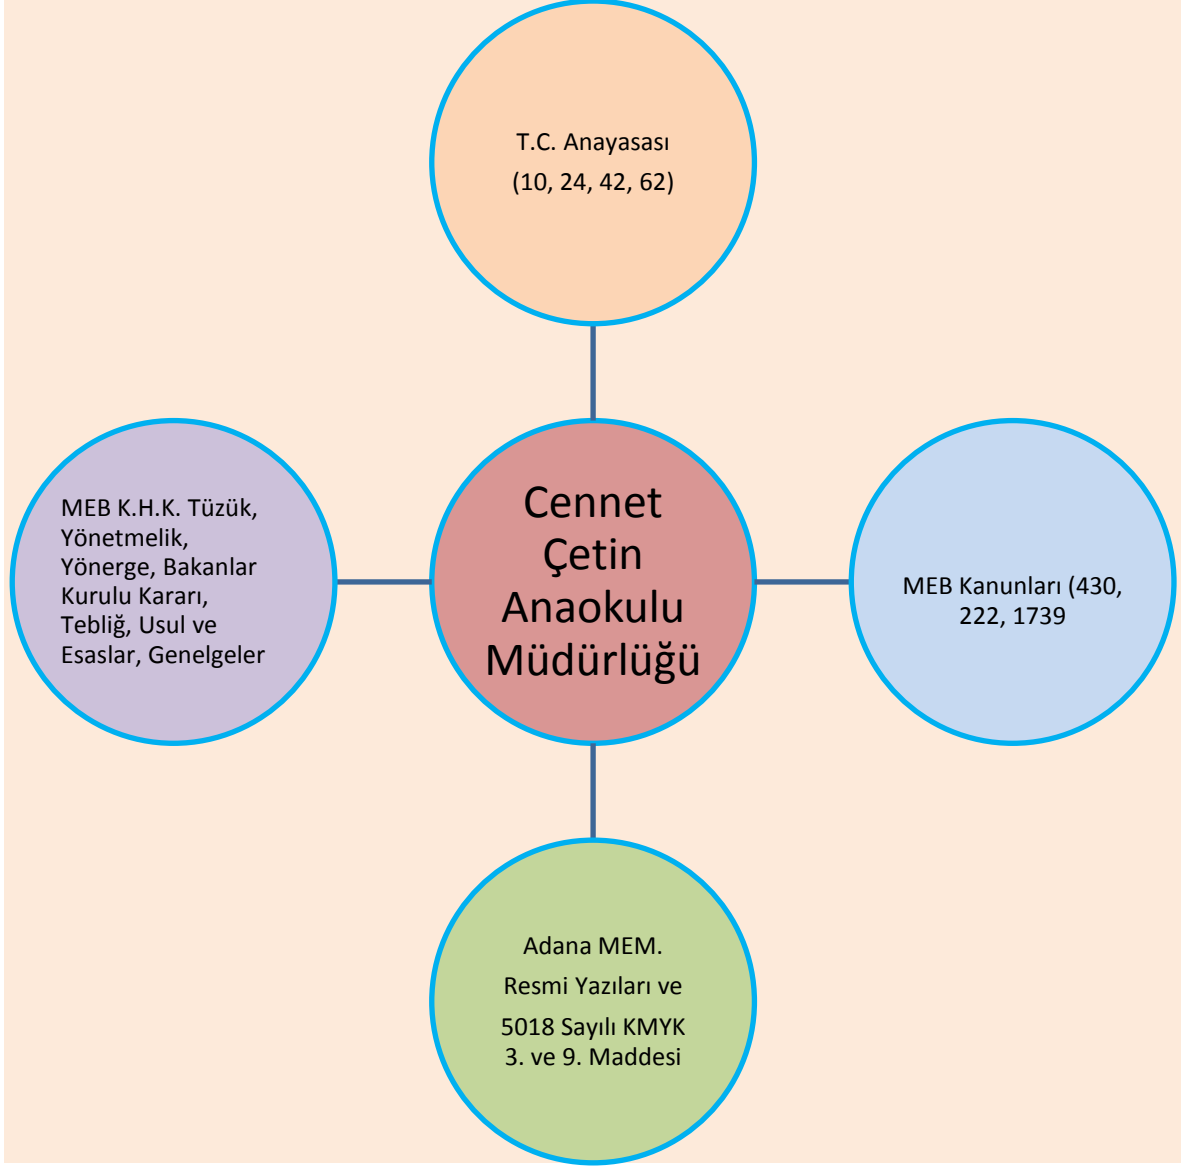 T.C. Anayasası
(10, 24, 42, 62)
MEB K.H.K. Tüzük,
Yönetmelik,
Yönerge, Bakanlar
Kurulu Kararı,
Tebliğ, Usul ve
Esaslar, Genelgeler
Cennet
Çetin
Anaokulu
Müdürlüğü
MEB Kanunları (430,
222, 1739
Adana MEM.
Resmi Yazıları ve
5018 Sayılı KMYK
3. ve 9. Maddesi